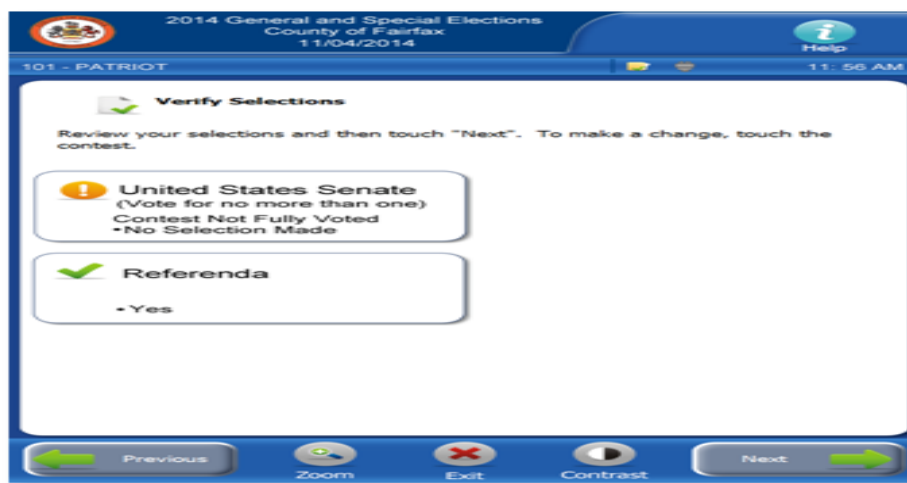 2014 General and Special Elections
County of Fairfax
11/04/2014
Help
101 - PATRIOT
11: 56 AM
Verify Selections
Review your selections and then touch "Next". To make a change, touch the
contest.
United States Senate
(Vote for no more than one)
Contest Not Fully Voted
•No Selection Made
Referenda
•Yes
Previous
Zoom
Exit
Contrast
Next